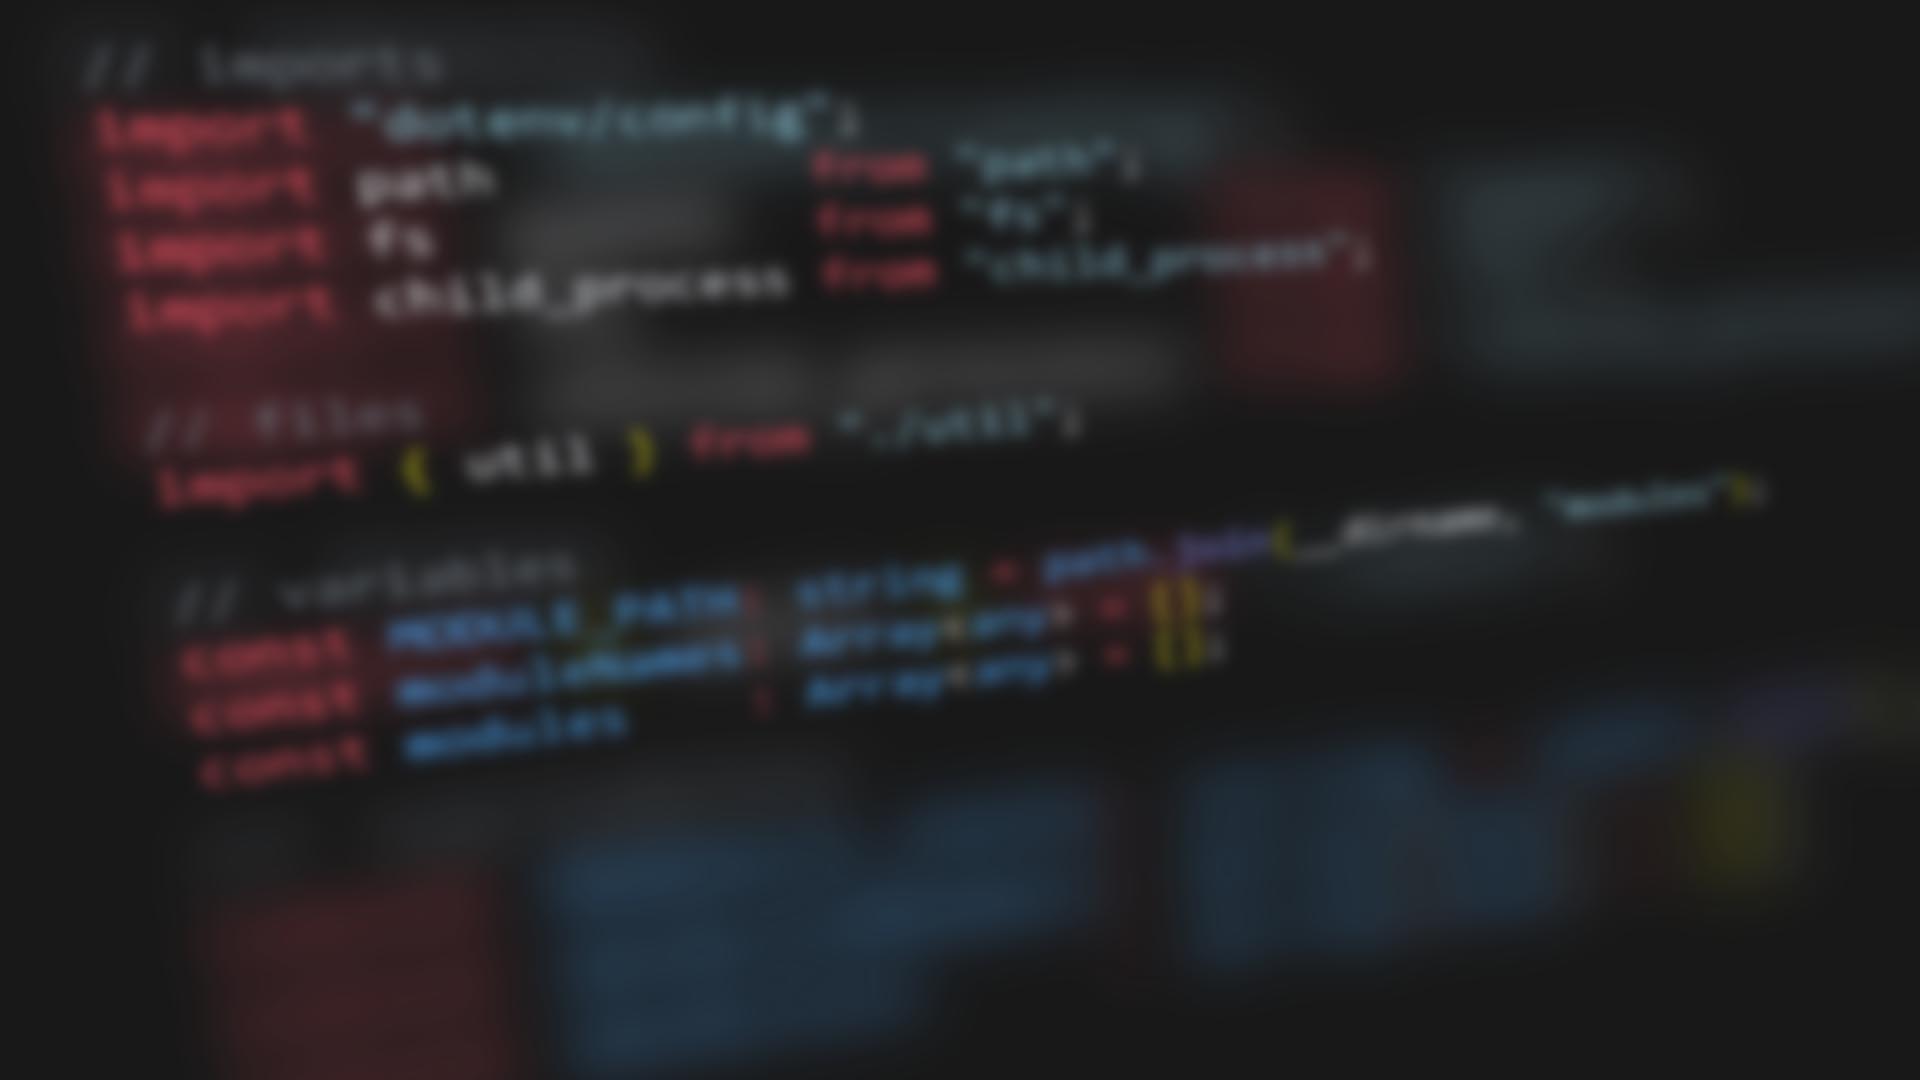 // imports
import "dotenv/config";
import path from "path";
import fs from "fs";
import child_process from "child_process";
// files
import { util } from "./util";
// variables
const MODULE_PATH: string = path.join(__dirname, "modules");
const moduleNames: Array<any> = [];
const modules : Array<any> = [];